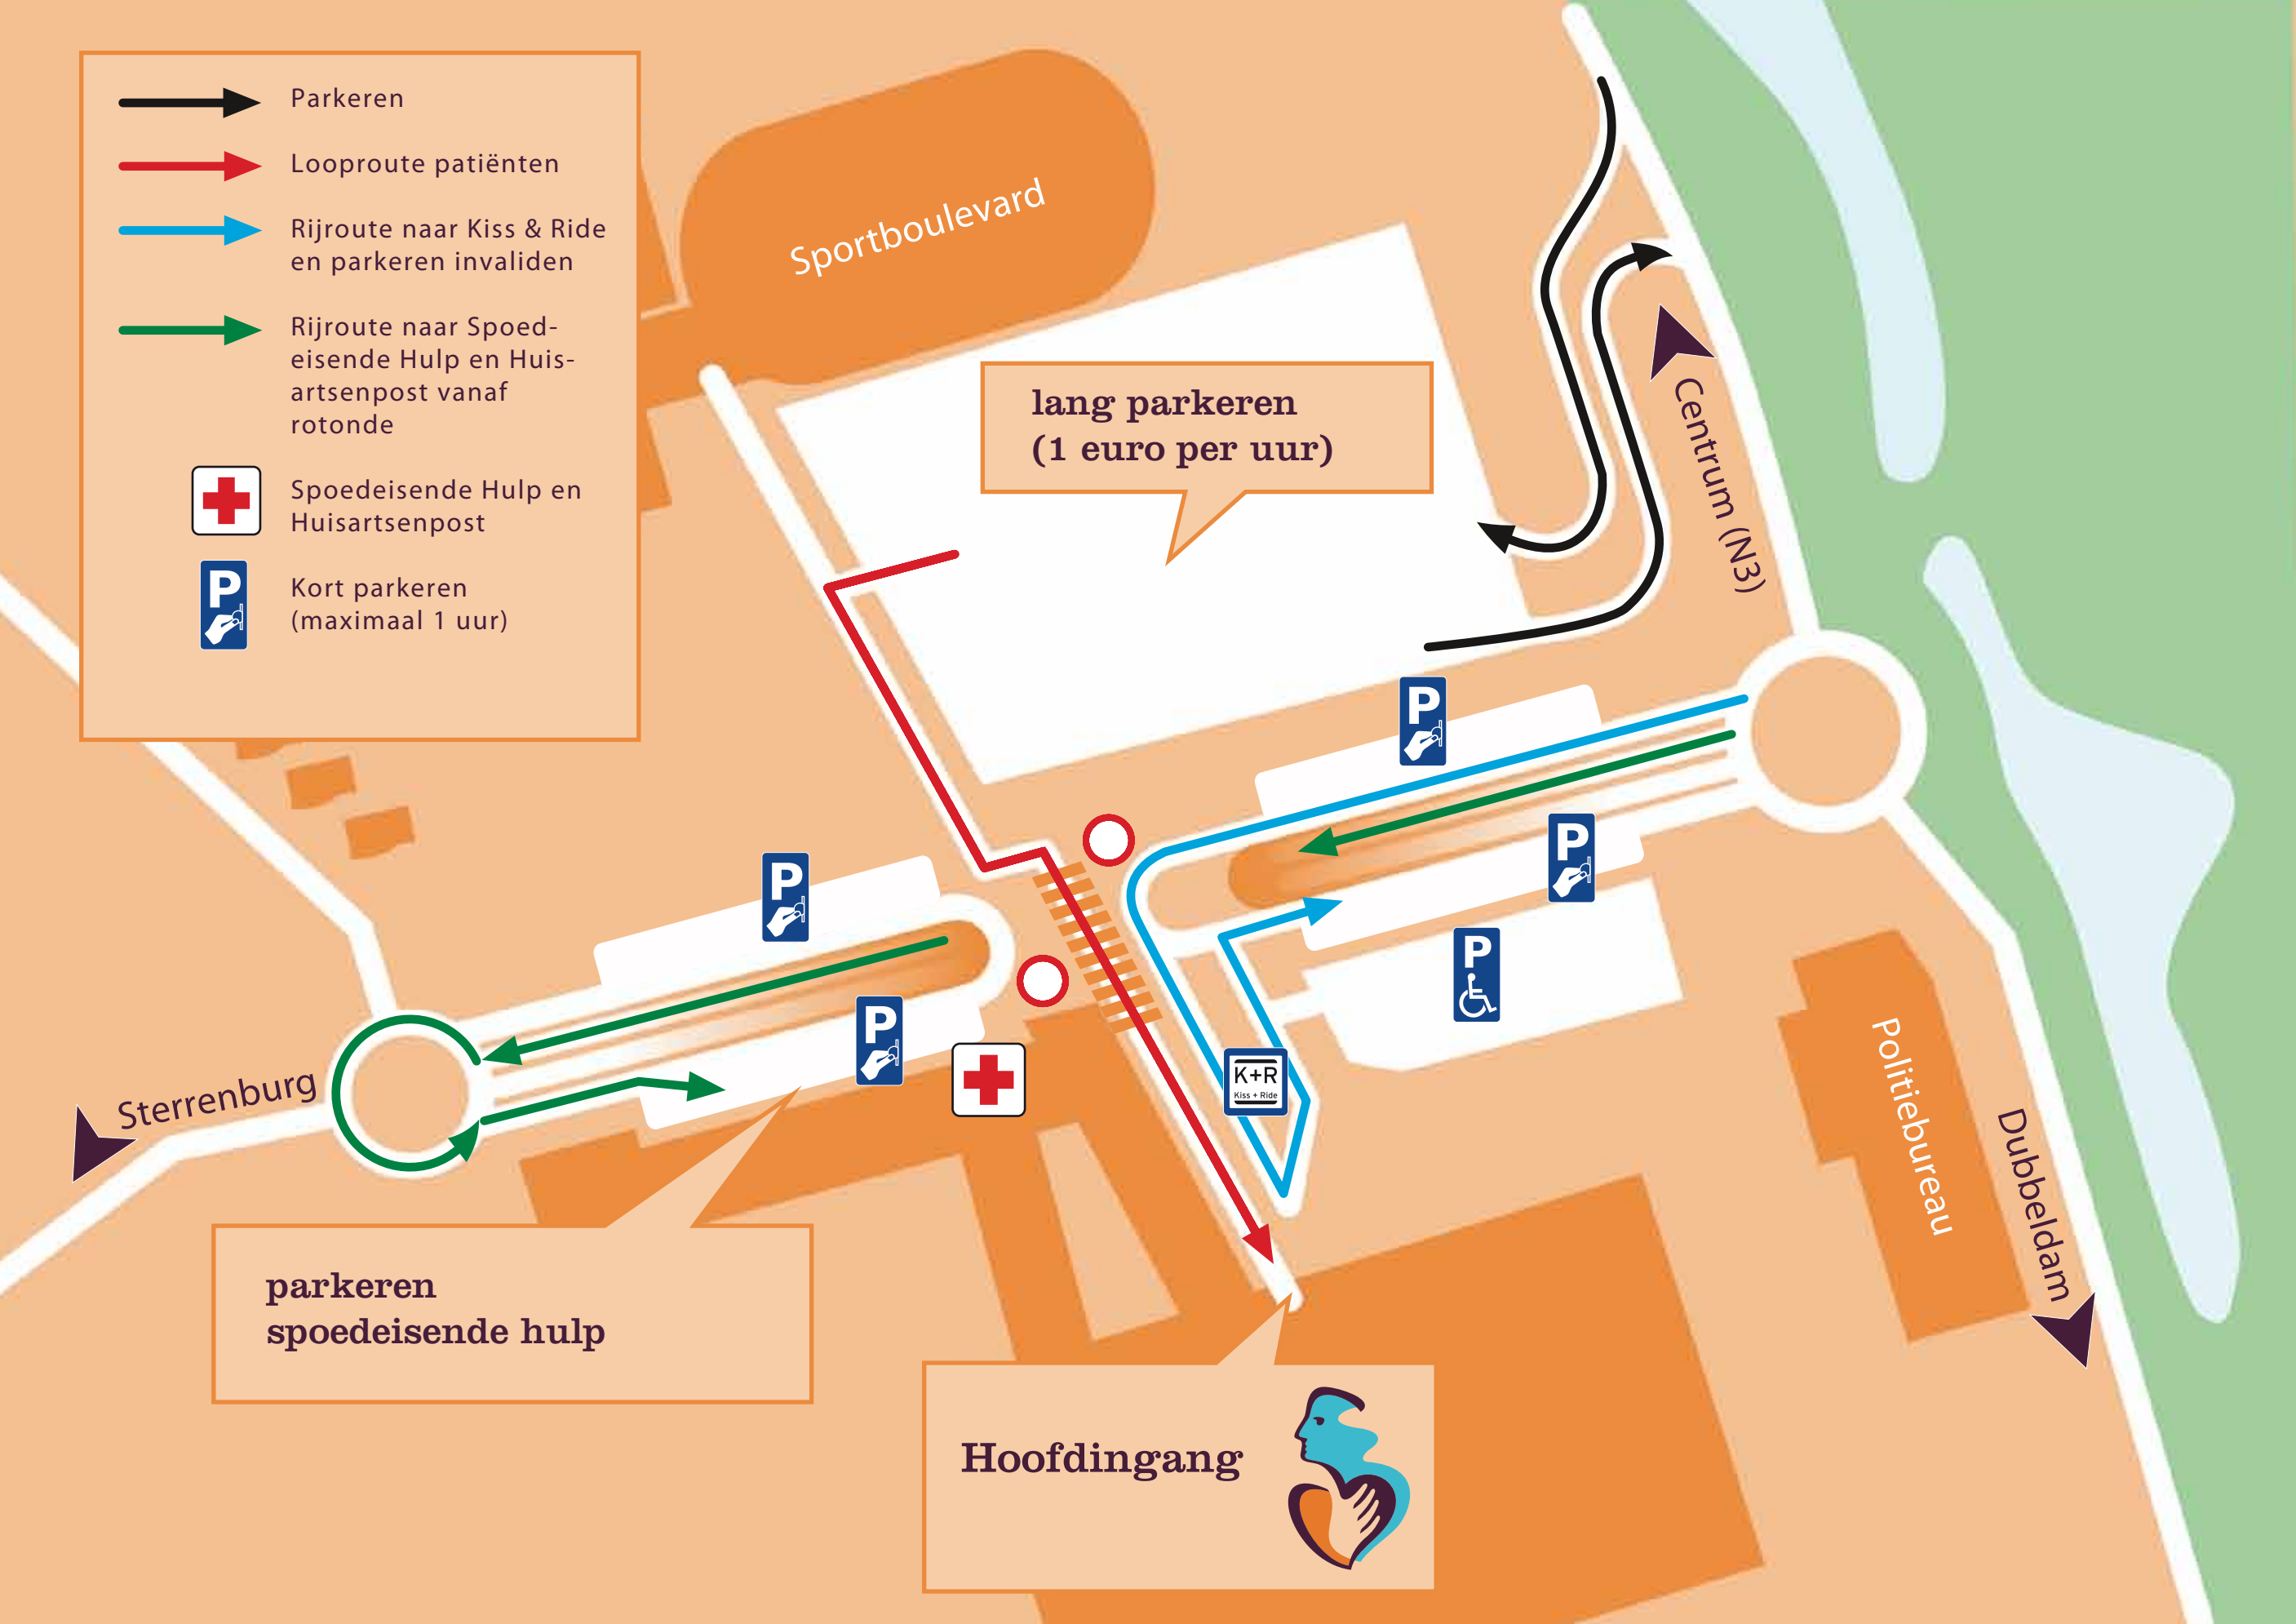 Parkeren
Looproute patiënten
Rijroute naar Kiss & Ride
en parkeren invaliden
Rijroute naar Spoed-
eisende Hulp en Huis-
artsenpost vanaf
rotonde
Spoedeisende Hulp en
Huisartsenpost
P
Kort parkeren
(maximaal 1 uur)
Sportboulevard
lang parkeren
(1 euro per uur)
Centrum (N3)
P
P
P
P
P
K+R
Kiss + Ride
Sterrenburg
Politiebureau
Dubbeldam
parkeren
spoedeisende hulp
Hoofdingang